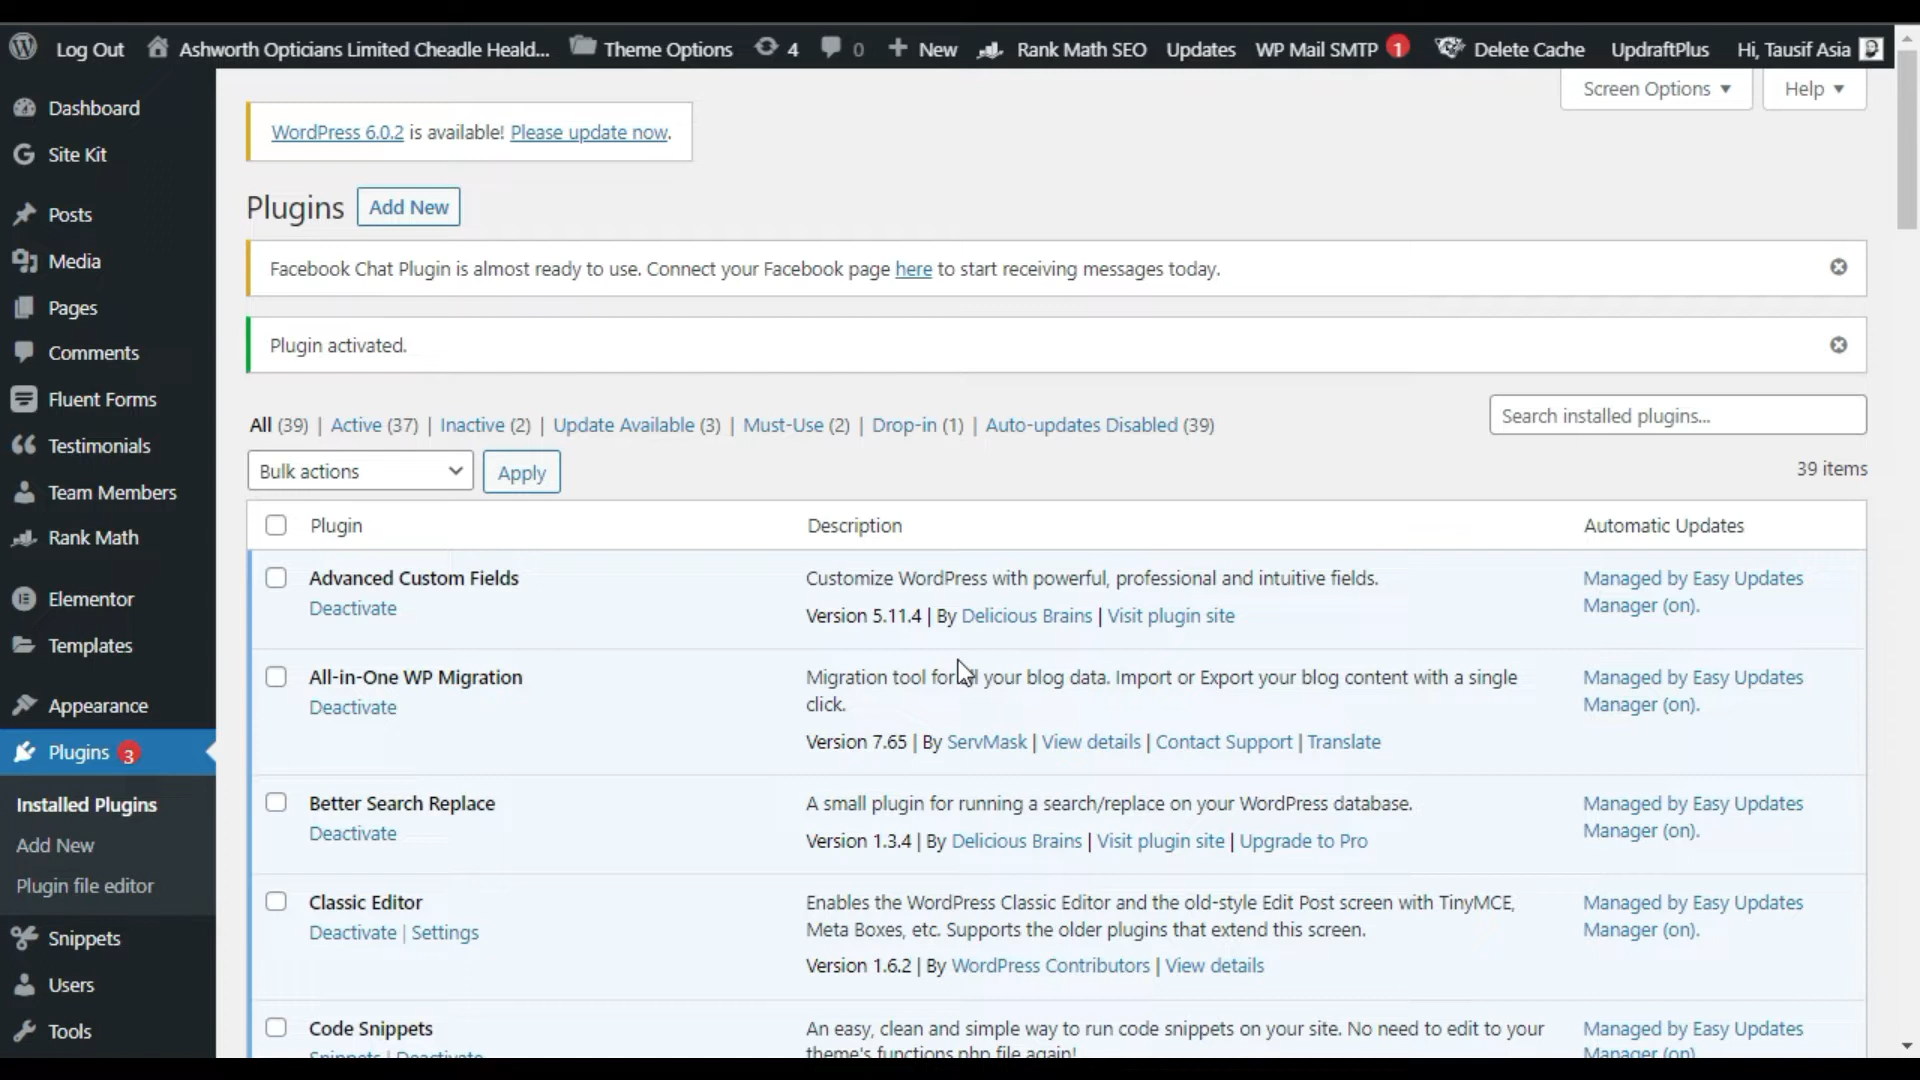 Log Out Ashworth Opticians Limited Cheadle Heald... Theme Options 4 0 New Rank Math SEO Updates WP Mail SMTP 1 Delete Cache UpdraftPlus Hi, Tausif Asia
Screen Options ▼ Help ▼
WordPress 6.0.2 is available! Please update now.
Plugins Add New
Facebook Chat Plugin is almost ready to use. Connect your Facebook page here to start receiving messages today.
Plugin activated.
All (39) | Active (37) | Inactive (2) | Update Available (3) | Must-Use (2) | Drop-in (1) | Auto-updates Disabled (39)
Search installed plugins...
Bulk actions Apply
39 items
Plugin Description Automatic Updates
Advanced Custom Fields
Deactivate
Customize WordPress with powerful, professional and intuitive fields.
Version 5.11.4 | By Delicious Brains | Visit plugin site
Managed by Easy Updates
Manager (on).
All-in-One WP Migration
Deactivate
Migration tool for all your blog data. Import or Export your blog content with a single
click.
Version 7.65 | By ServMask | View details | Contact Support | Translate
Managed by Easy Updates
Manager (on).
Better Search Replace
Deactivate
A small plugin for running a search/replace on your WordPress database.
Version 1.3.4 | By Delicious Brains | Visit plugin site | Upgrade to Pro
Managed by Easy Updates
Manager (on).
Classic Editor
Deactivate | Settings
Enables the WordPress Classic Editor and the old-style Edit Post screen with TinyMCE,
Meta Boxes, etc. Supports the older plugins that extend this screen.
Version 1.6.2 | By WordPress Contributors | View details
Managed by Easy Updates
Manager (on).
Code Snippets
Snippets | Deactivate
An easy, clean and simple way to run code snippets on your site. No need to edit to your
theme's functions.php file again!
Managed by Easy Updates
Manager (on).
Dashboard
Site Kit
Posts
Media
Pages
Comments
Fluent Forms
Testimonials
Team Members
Rank Math
Elementor
Templates
Appearance
Plugins 3
Installed Plugins
Add New
Plugin file editor
Snippets
Users
Tools